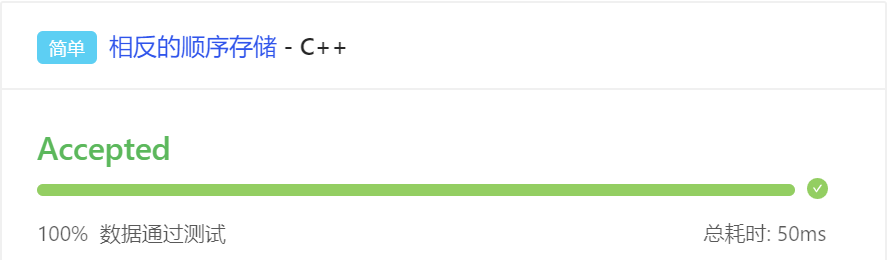 简单 相反的顺序存储 - C++
Accepted
100% 数据通过测试 总耗时: 50ms